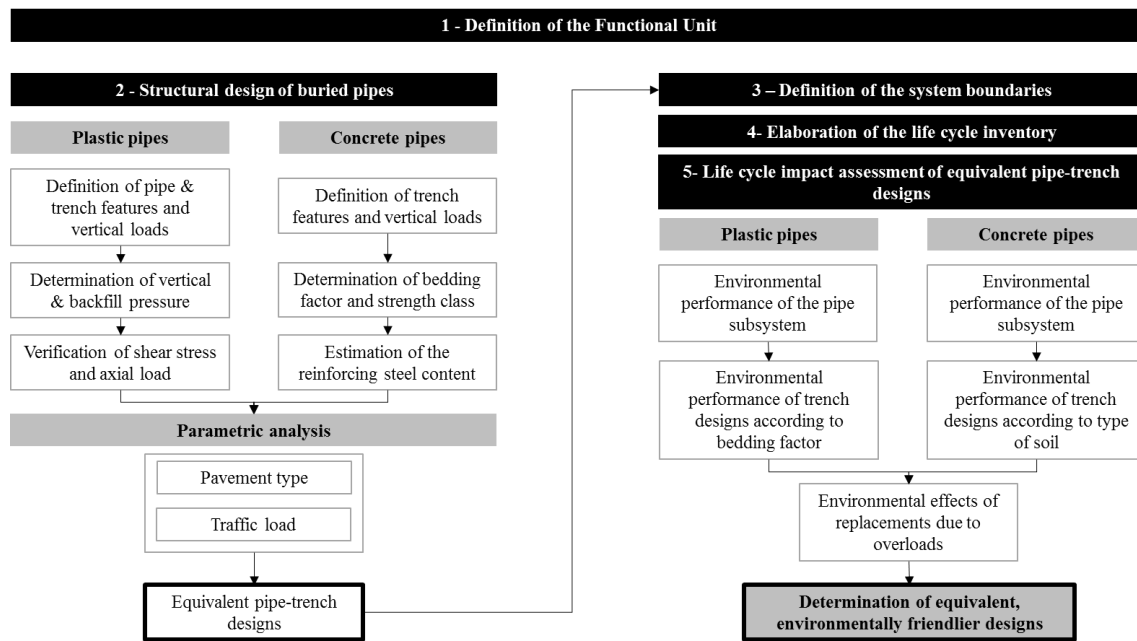 1 - Definition of the Functional Unit
2 - Structural design of buried pipes
Plastic pipes
Concrete pipes
Definition of pipe &
trench features and
vertical loads
Definition of trench
features and vertical loads
Determination of vertical
& backfill pressure
Determination of bedding
factor and strength class
Verification of shear stress
and axial load
Estimation of the
reinforcing steel content
Parametric analysis
Pavement type
Traffic load
Equivalent pipe-trench
designs
3 – Definition of the system boundaries
4- Elaboration of the life cycle inventory
5- Life cycle impact assessment of equivalent pipe-trench
designs
Plastic pipes
Concrete pipes
Environmental
performance of the pipe
subsystem
Environmental
performance of the pipe
subsystem
Environmental
performance of trench
designs according to
bedding factor
Environmental
performance of trench
designs according to type
of soil
Environmental effects of
replacements due to
overloads
Determination of equivalent,
environmentally friendlier designs